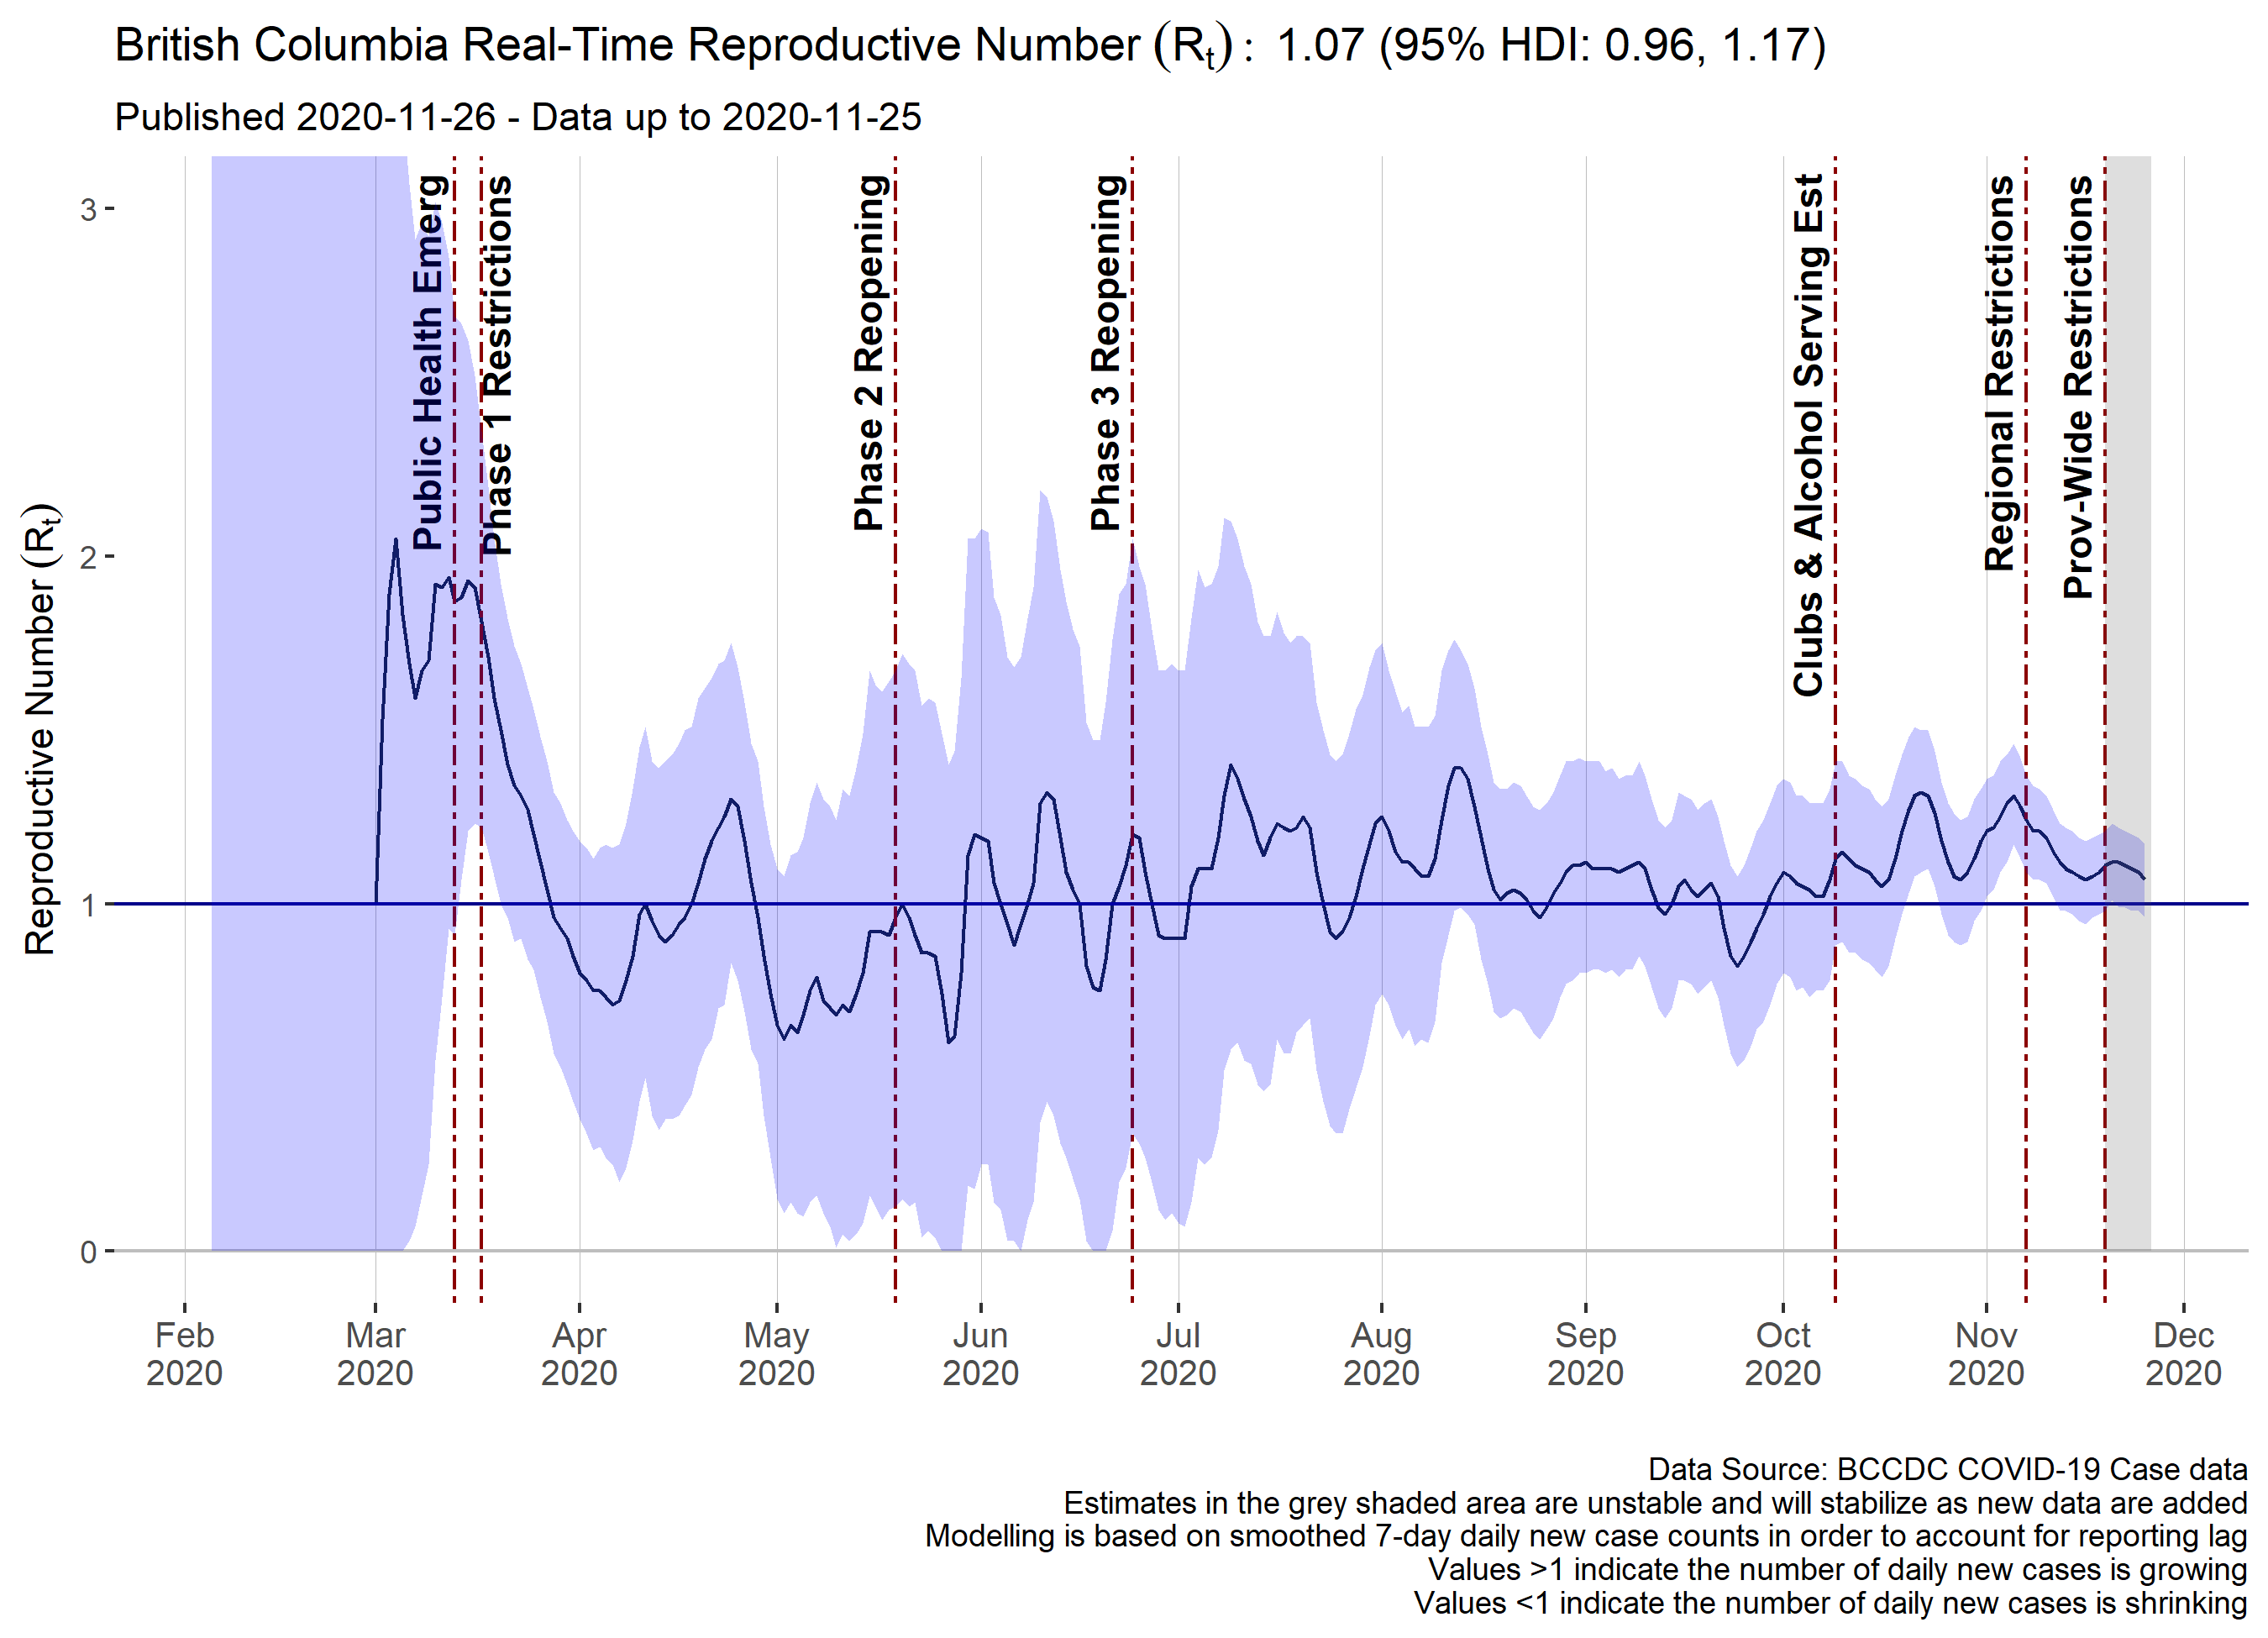 British Columbia Real-Time Reproductive Number (Rt): 1.07 (95% HDI: 0.96, 1.17)
Published 2020-11-26 - Data up to 2020-11-25
Reproductive Number (Rt)
3
2
1
0
Public Health Emerg
Phase 1 Restrictions
Phase 2 Reopening
Phase 3 Reopening
Clubs & Alcohol Serving Est
Regional Restrictions
Prov-Wide Restrictions
Feb 2020
Mar 2020
Apr 2020
May 2020
Jun 2020
Jul 2020
Aug 2020
Sep 2020
Oct 2020
Nov 2020
Dec 2020
Data Source: BCCDC COVID-19 Case data
Estimates in the grey shaded area are unstable and will stabilize as new data are added
Modelling is based on smoothed 7-day daily new case counts in order to account for reporting lag
Values >1 indicate the number of daily new cases is growing
Values <1 indicate the number of daily new cases is shrinking